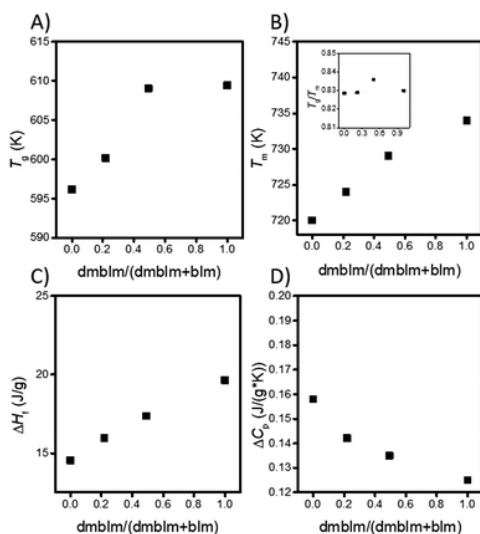 A)
615
610
605
600
595
590
Tg (K)
0.0 0.2 0.4 0.6 0.8 1.0
dmbIm/(dmbIm+bIm)
B)
745
740
735
730
725
720
Tm (K)
0.85
0.84
0.83
0.82
0.81
Tg/Tm
0.0 0.3 0.6 0.9
0.0 0.2 0.4 0.6 0.8 1.0
dmbIm/(dmbIm+bIm)
C)
25
20
15
ΔHf (J/g)
0.0 0.2 0.4 0.6 0.8 1.0
dmbIm/(dmbIm+bIm)
D)
0.20
0.19
0.18
0.17
0.16
0.15
0.14
0.13
0.12
ΔCp (J/(g*K))
0.0 0.2 0.4 0.6 0.8 1.0
dmbIm/(dmbIm+bIm)